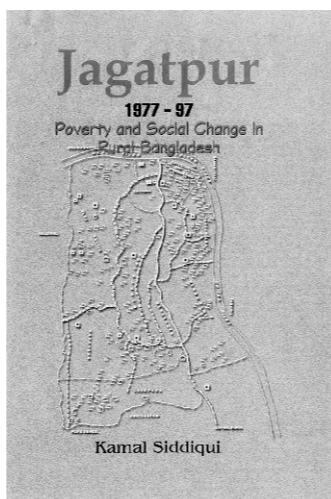 Jagatpur
1977 - 97
Poverty and Social Change in
Rural Bangladesh
Kamal Siddiqui